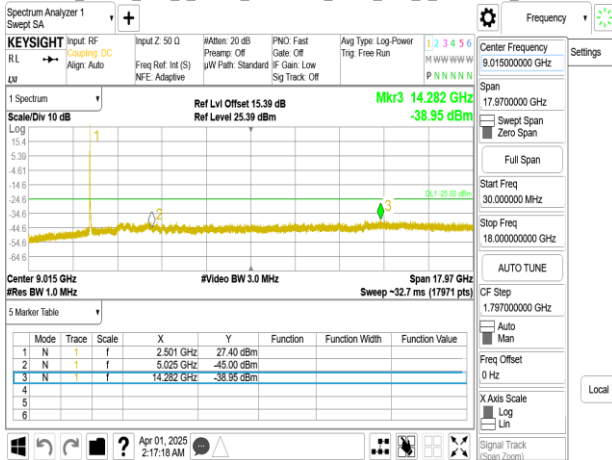 Spectrum Analyzer 1
Swept SA
Frequency
Settings
KEYSIGHT
RL
Input: RF
Coupling: DC
Align: Auto
Input Z: 50 Ω
Freq Ref: Int (S)
NFE: Adaptive
#Atten: 20 dB
Preamp: Off
µW Path: Standard
PNO: Fast
Gate: Off
IF Gain: Low
Sig Track: Off
Avg Type: Log-Power
Trig: Free Run
1 2 3 4 5 6
M W W W W W
P N N N N N
1 Spectrum
Scale/Div 10 dB
Ref Lvl Offset 15.39 dB
Ref Level 25.39 dBm
Mkr3 14.282 GHz
-38.95 dBm
Log
15.4
5.39
-4.61
-14.6
-24.6
-34.6
-44.6
-54.6
-64.6
1
2
3
DL1 -25.00 dBm
Center 9.015 GHz
#Res BW 1.0 MHz
#Video BW 3.0 MHz
Span 17.97 GHz
Sweep ~32.7 ms (17971 pts)
5 Marker Table
Mode Trace Scale X Y Function Function Width Function Value
1 N 1 f 2.501 GHz 27.40 dBm
2 N 1 f 5.025 GHz -45.00 dBm
3 N 1 f 14.282 GHz -38.95 dBm
4
5
6
Apr 01, 2025
2:17:18 AM
Center Frequency
9.015000000 GHz
Span
17.9700000 GHz
Swept Span
Zero Span
Full Span
Start Freq
30.000000 MHz
Stop Freq
18.000000000 GHz
AUTO TUNE
CF Step
1.797000000 GHz
Auto
Man
Freq Offset
0 Hz
X Axis Scale
Log
Lin
Signal Track
(Span Zoom)
Local